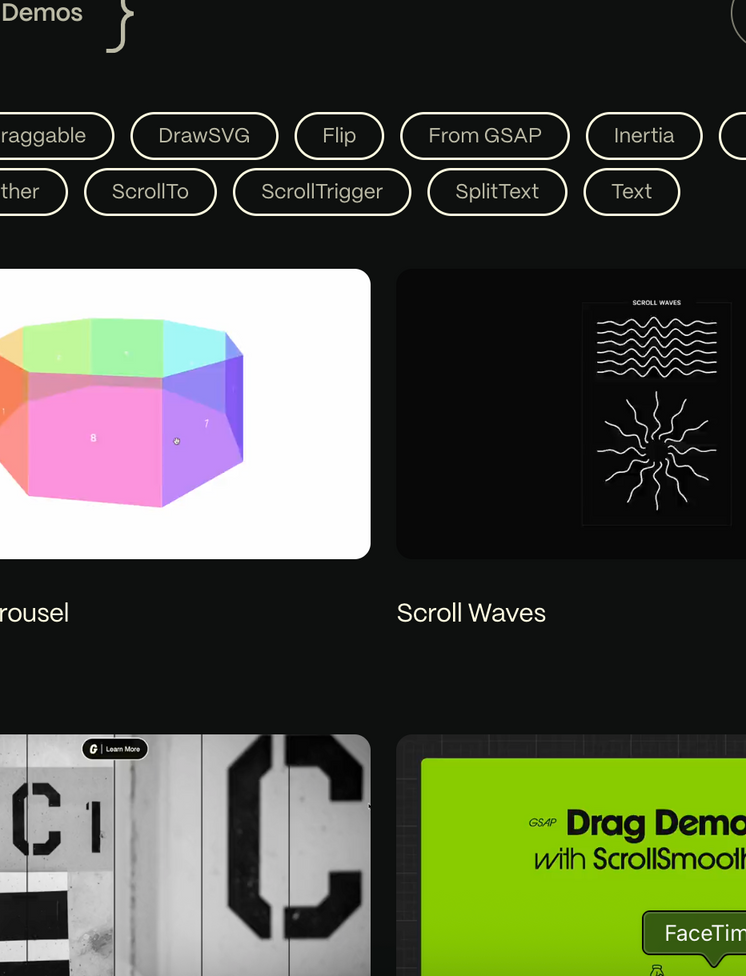 Demos }
raggable DrawSVG Flip From GSAP Inertia
ther ScrollTo ScrollTrigger SplitText Text
SCROLL WAVES
1
8
7
rousel
Scroll Waves
G Learn More
C1
C
GSAP Drag Demo
with ScrollSmooth
FaceTim